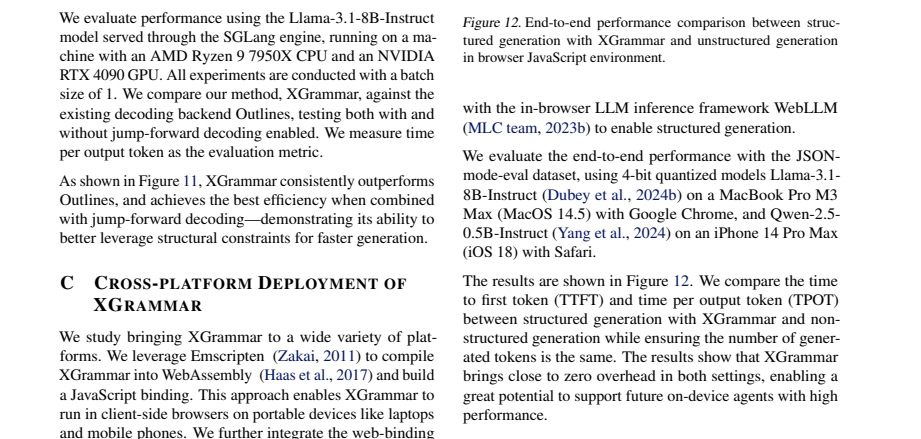 We evaluate performance using the Llama-3.1-8B-Instruct
model served through the SGLang engine, running on a ma-
chine with an AMD Ryzen 9 7950X CPU and an NVIDIA
RTX 4090 GPU. All experiments are conducted with a batch
size of 1. We compare our method, XGrammar, against the
existing decoding backend Outlines, testing both with and
without jump-forward decoding enabled. We measure time
per output token as the evaluation metric.
As shown in Figure 11, XGrammar consistently outperforms
Outlines, and achieves the best efficiency when combined
with jump-forward decoding—demonstrating its ability to
better leverage structural constraints for faster generation.
C CROSS-PLATFORM DEPLOYMENT OF
XGRAMMAR
We study bringing XGrammar to a wide variety of plat-
forms. We leverage Emscripten (Zakai, 2011) to compile
XGrammar into WebAssembly (Haas et al., 2017) and build
a JavaScript binding. This approach enables XGrammar to
run in client-side browsers on portable devices like laptops
and mobile phones. We further integrate the web-binding
Figure 12. End-to-end performance comparison between struc-
tured generation with XGrammar and unstructured generation
in browser JavaScript environment.
with the in-browser LLM inference framework WebLLM
(MLC team, 2023b) to enable structured generation.
We evaluate the end-to-end performance with the JSON-
mode-eval dataset, using 4-bit quantized models Llama-3.1-
8B-Instruct (Dubey et al., 2024b) on a MacBook Pro M3
Max (MacOS 14.5) with Google Chrome, and Qwen-2.5-
0.5B-Instruct (Yang et al., 2024) on an iPhone 14 Pro Max
(iOS 18) with Safari.
The results are shown in Figure 12. We compare the time
to first token (TTFT) and time per output token (TPOT)
between structured generation with XGrammar and non-
structured generation while ensuring the number of gener-
ated tokens is the same. The results show that XGrammar
brings close to zero overhead in both settings, enabling a
great potential to support future on-device agents with high
performance.